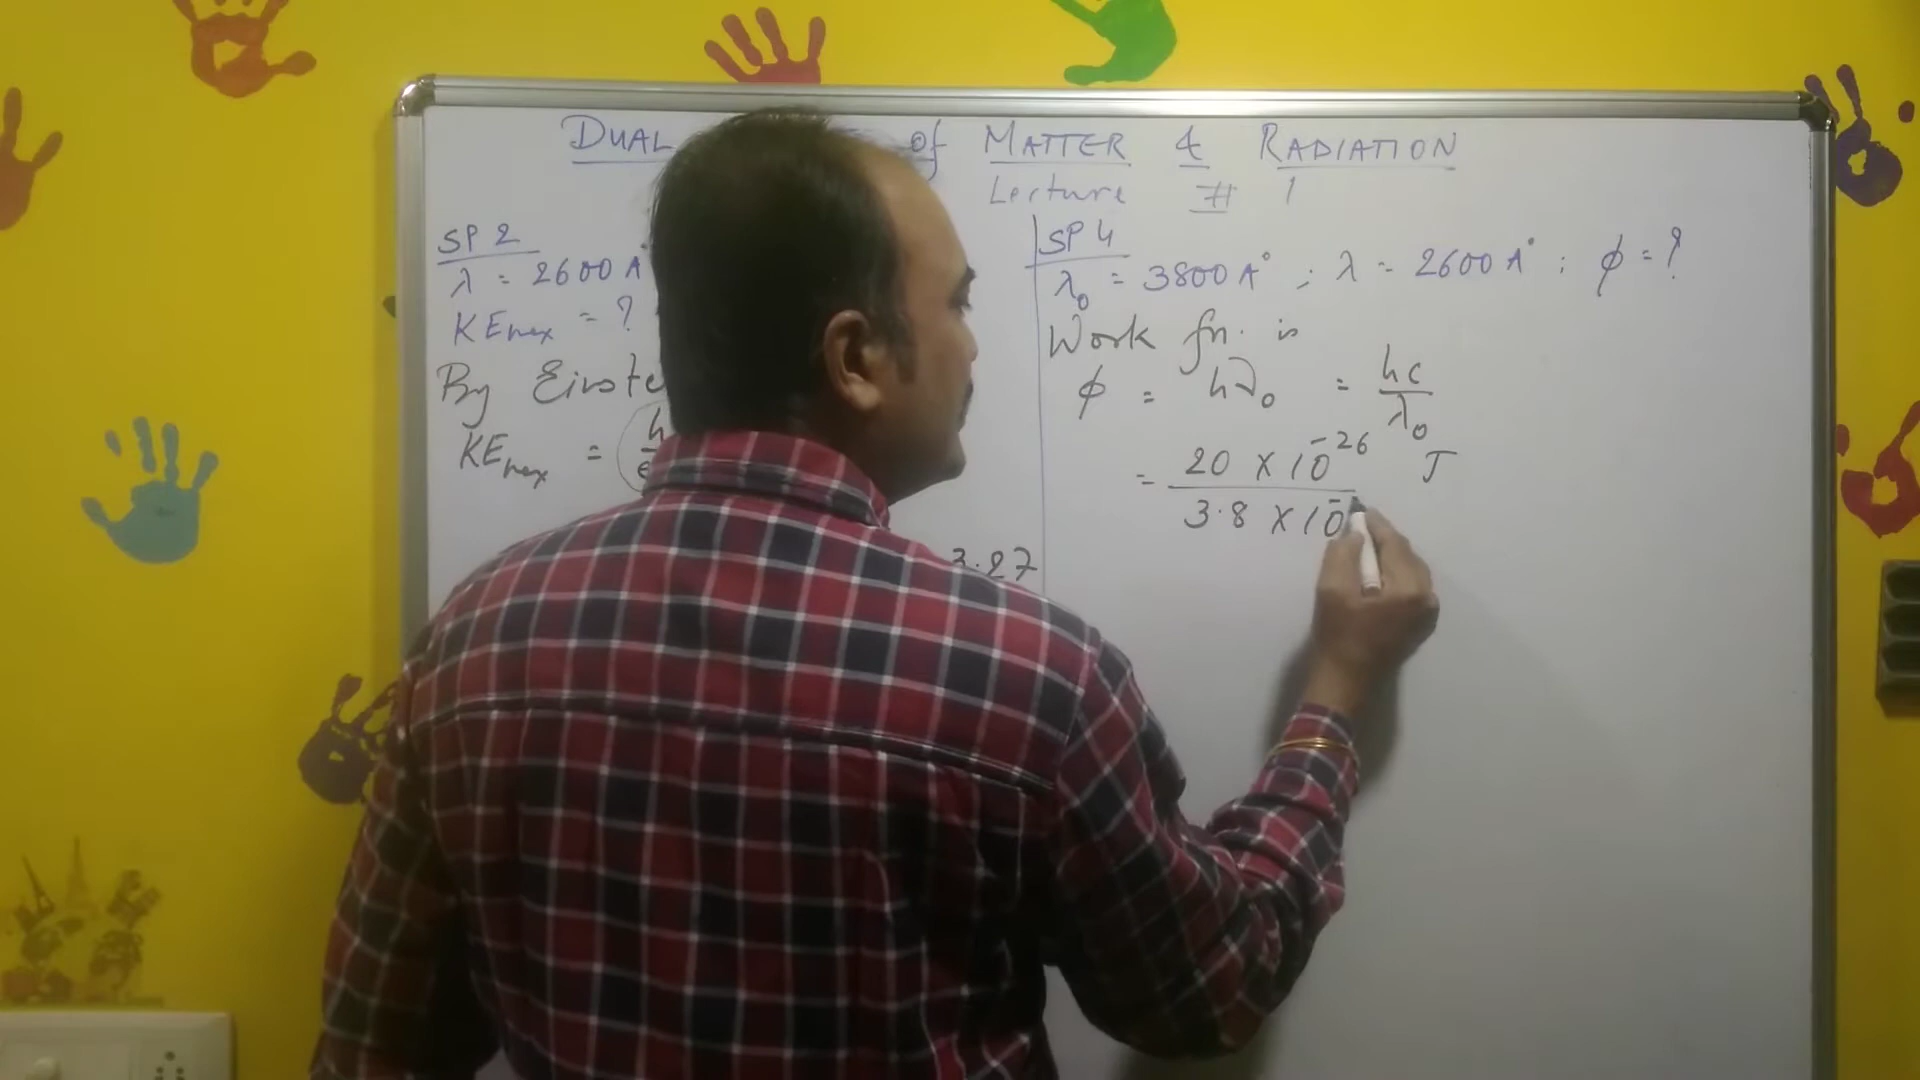 DUAL of MATTER & RADIATION
Lecture # 1
SP 2
λ = 2600 A
KEmax = ?
By Einste
KEmax = h
3.27
SP 4
λ₀ = 3800 A° ; λ = 2600 A° ; ϕ = ?
Work fn. is
ϕ = hν₀ = hc/λ₀
= 20 × 10⁻²⁶ J
3.8 × 10⁻